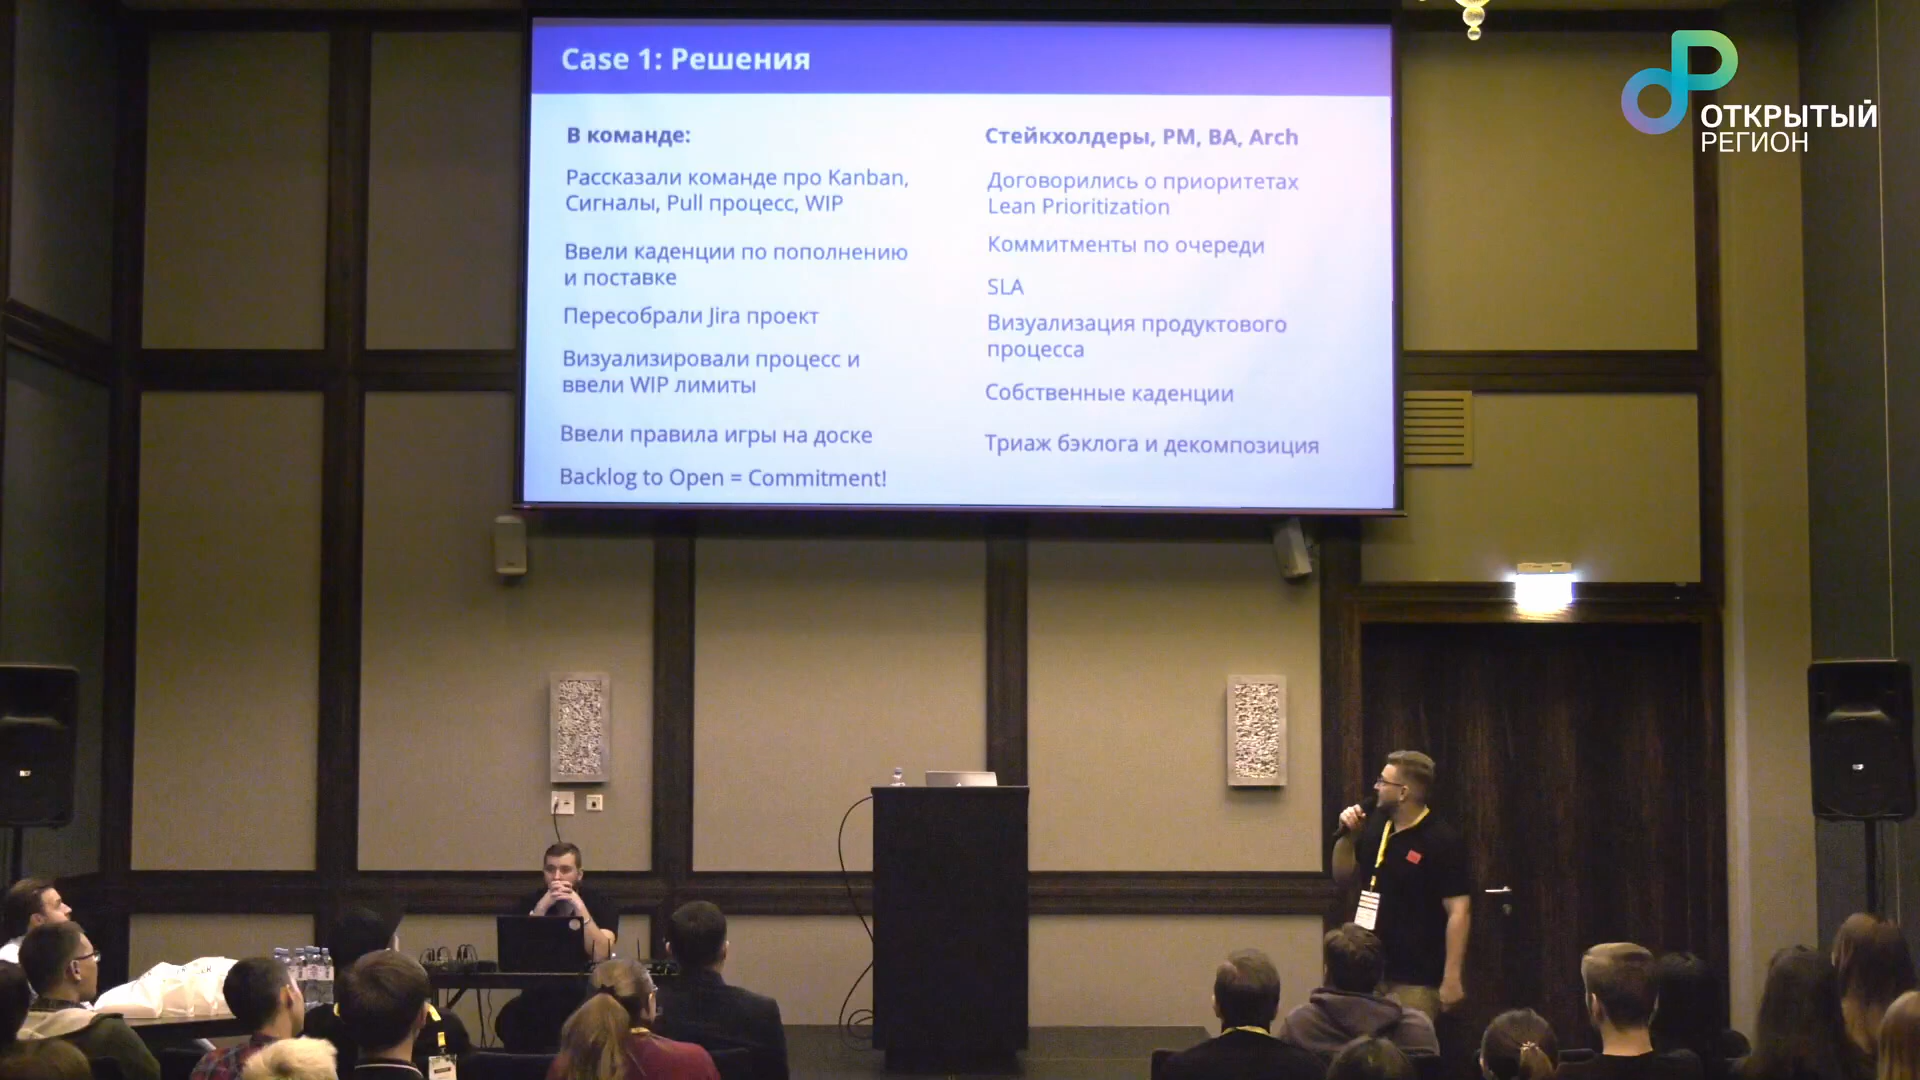 Case 1: Решения
В команде:
Рассказали команде про Kanban,
Сигналы, Pull процесс, WIP
Ввели каденции по пополнению
и поставке
Пересобрали Jira проект
Визуализировали процесс и
ввели WIP лимиты
Ввели правила игры на доске
Backlog to Open = Commitment!
Стейкхолдеры, PM, BA, Arch
Договорились о приоритетах
Lean Prioritization
Коммитменты по очереди
SLA
Визуализация продуктового
процесса
Собственные каденции
Триаж бэклога и декомпозиция
ОТКРЫТЫЙ
РЕГИОН